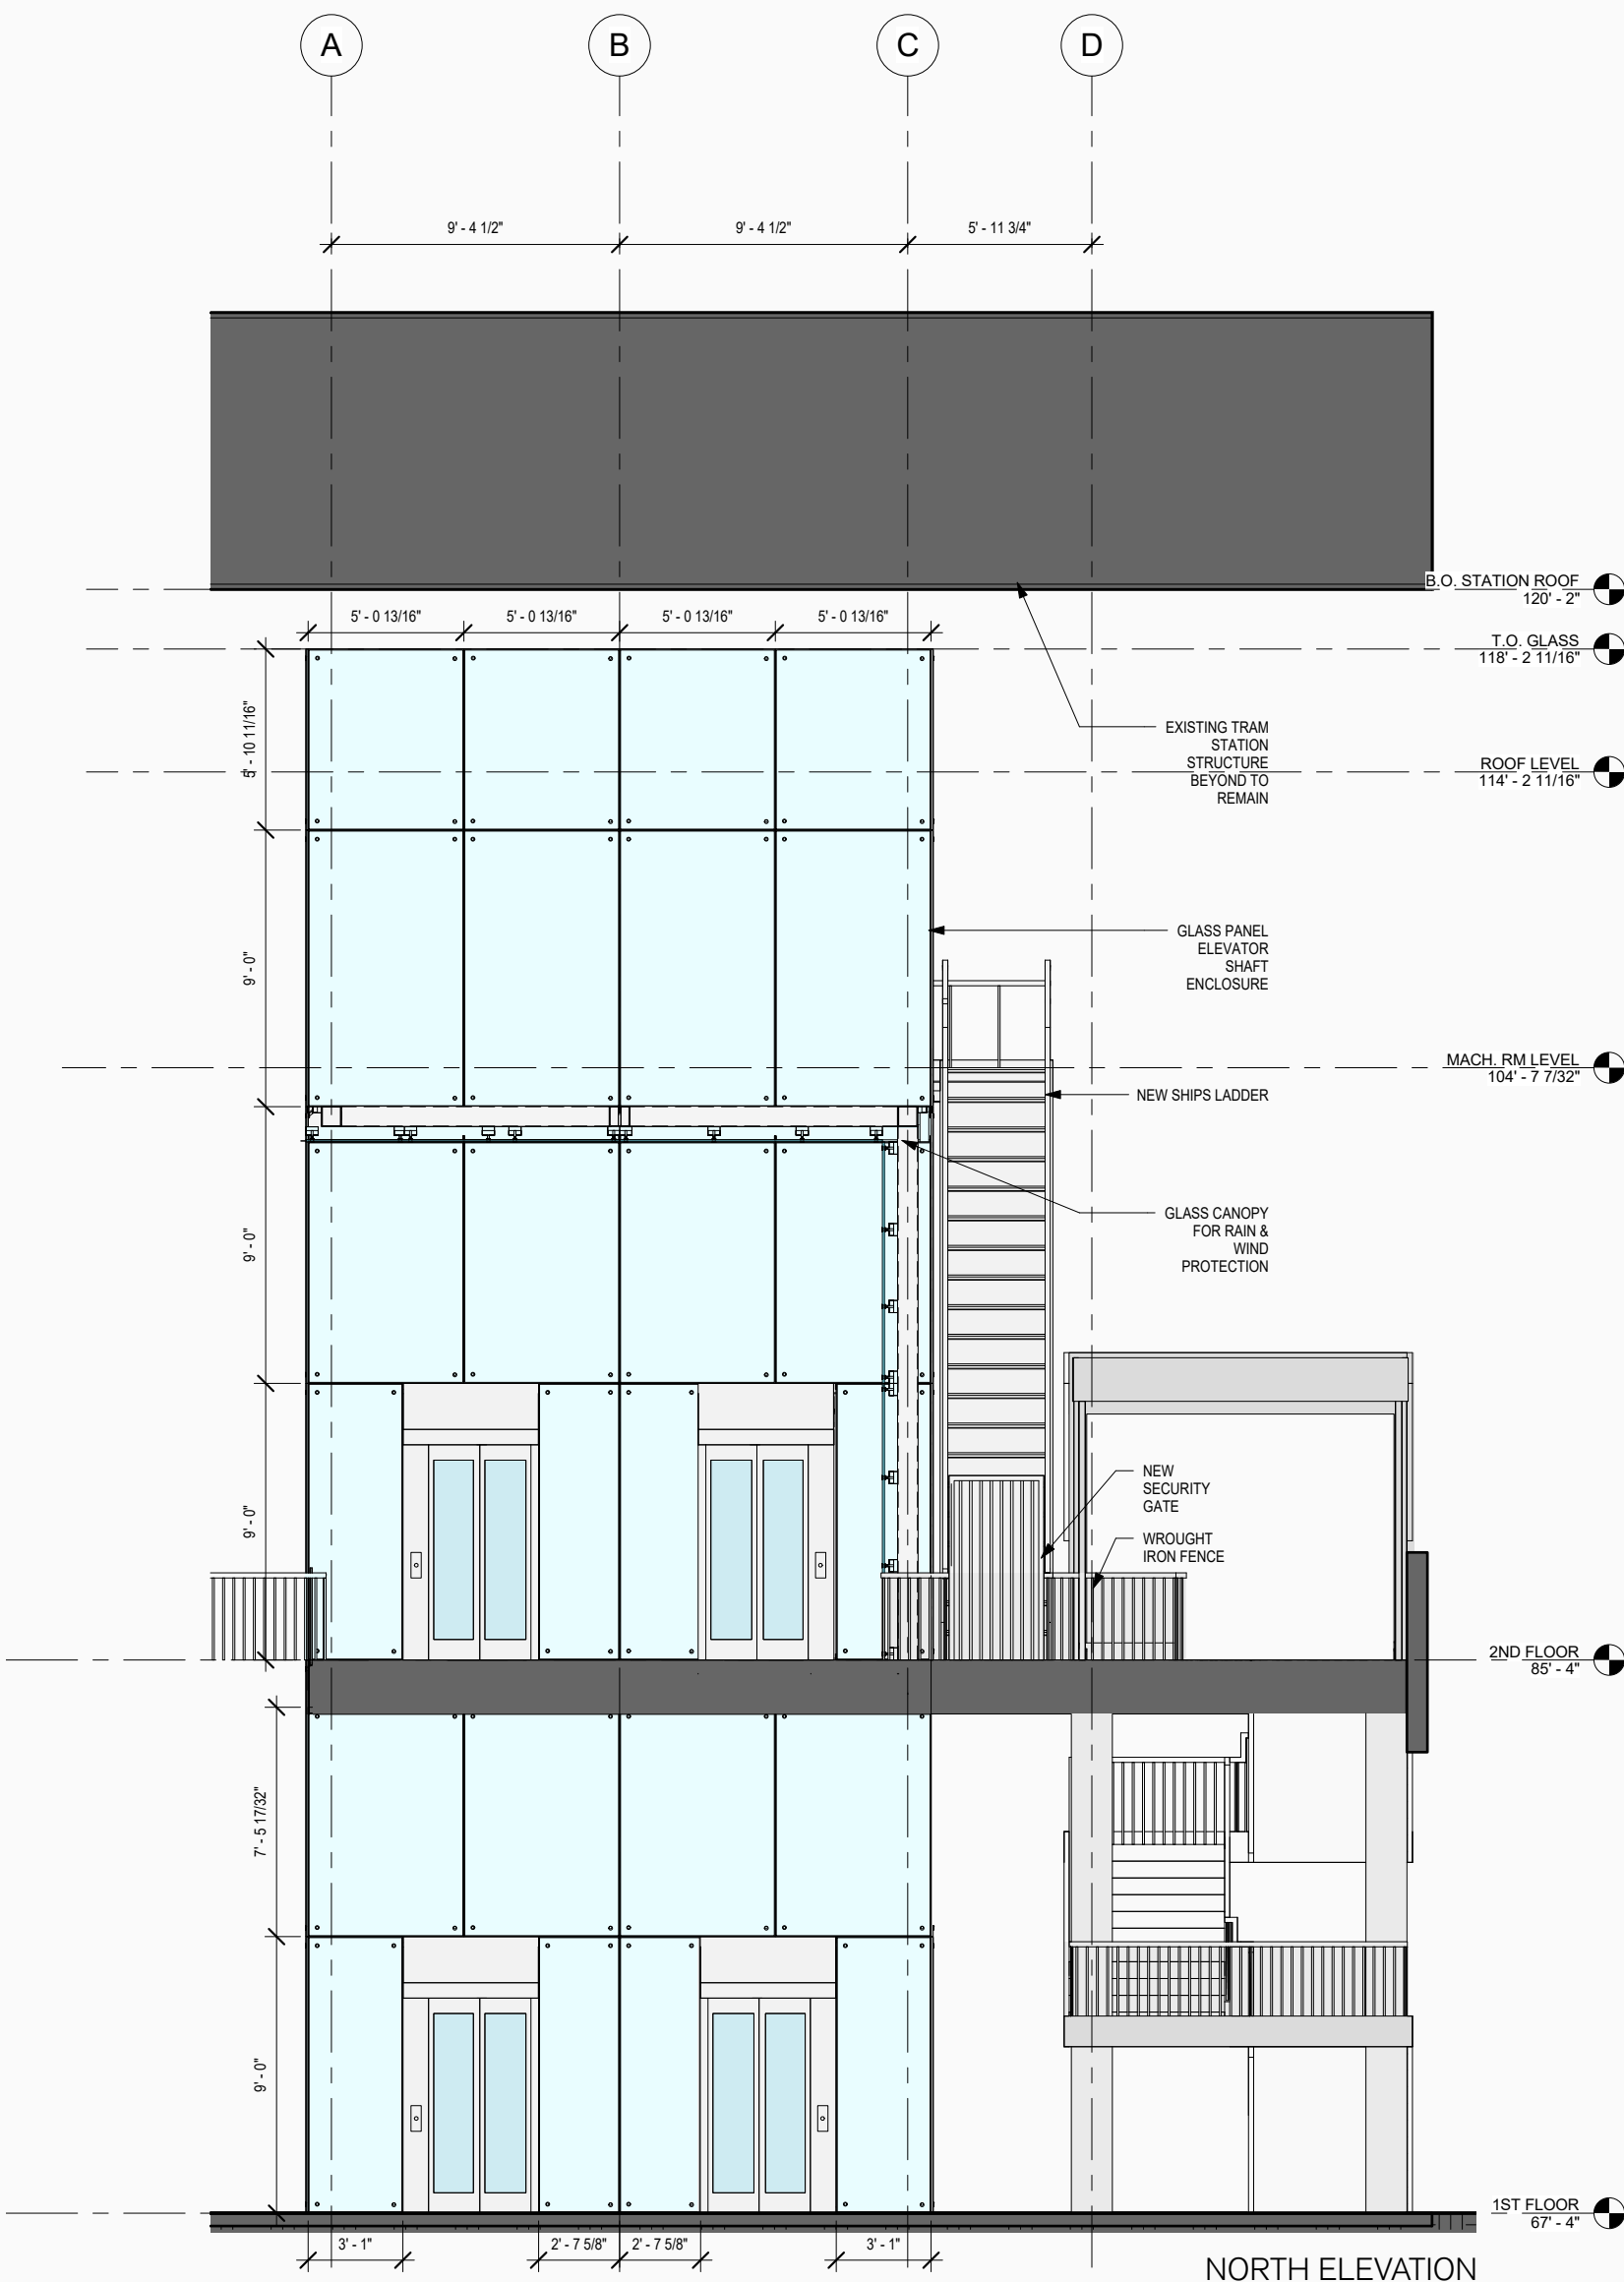 A B C D
9' - 4 1/2" 9' - 4 1/2" 5' - 11 3/4"
B.O. STATION ROOF
120' - 2"
5' - 0 13/16" 5' - 0 13/16" 5' - 0 13/16" 5' - 0 13/16"
T.O. GLASS
118' - 2 11/16"
5' - 10 11/16"
EXISTING TRAM
STATION
STRUCTURE
BEYOND TO
REMAIN
ROOF LEVEL
114' - 2 11/16"
9' - 0"
GLASS PANEL
ELEVATOR
SHAFT
ENCLOSURE
MACH. RM LEVEL
104' - 7 7/32"
NEW SHIPS LADDER
9' - 0"
GLASS CANOPY
FOR RAIN &
WIND
PROTECTION
9' - 0"
NEW
SECURITY
GATE
WROUGHT
IRON FENCE
2ND FLOOR
85' - 4"
7' - 5 17/32"
9' - 0"
1ST FLOOR
67' - 4"
3' - 1" 2' - 7 5/8" 2' - 7 5/8" 3' - 1"
NORTH ELEVATION